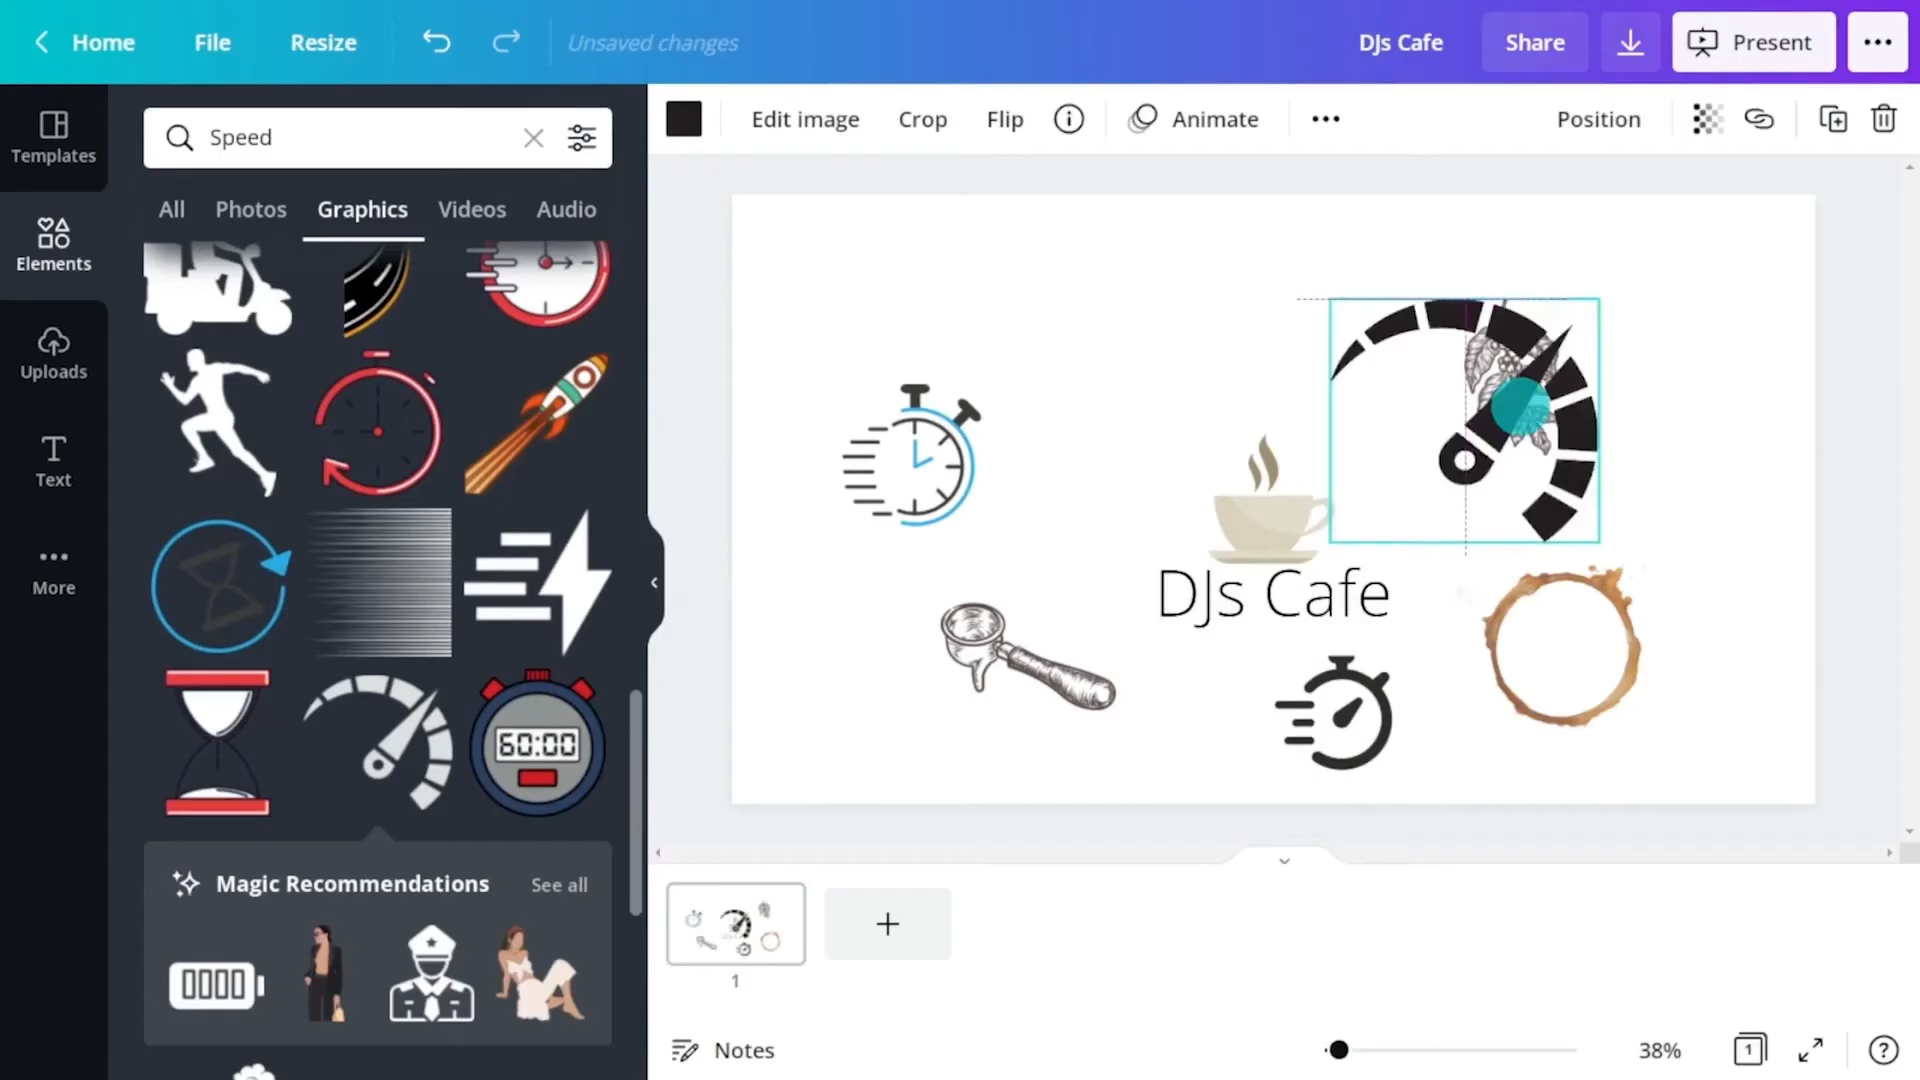 Home File Resize Unsaved changes DJs Cafe Share Present
Templates
Elements
Uploads
Text
More
Speed
All Photos Graphics Videos Audio
60:00
Magic Recommendations See all
Edit image Crop Flip Animate Position
DJs Cafe
1
Notes 38% 1 ?